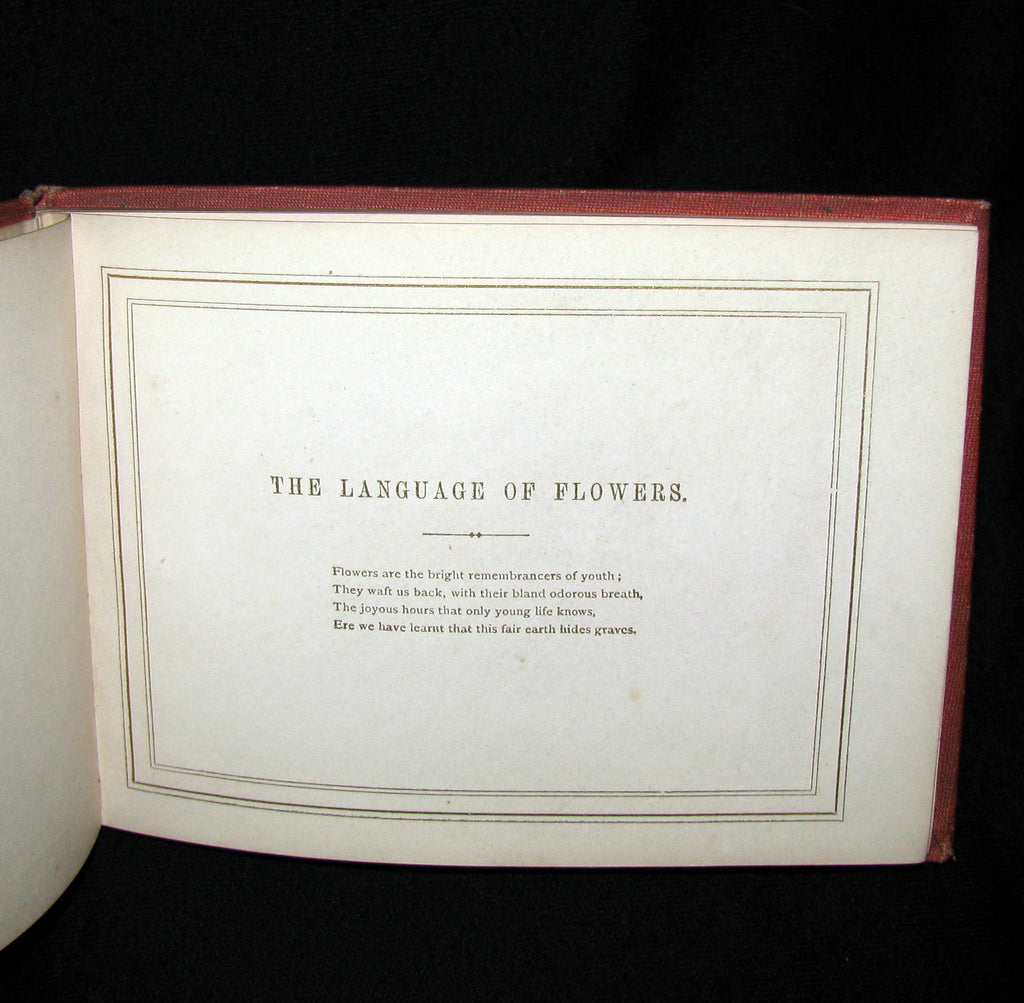 THE LANGUAGE OF FLOWERS.
Flowers are the bright remembrancers of youth ;
They waft us back, with their bland odorous breath,
The joyous hours that only young life knows,
Ere we have learnt that this fair earth hides graves.